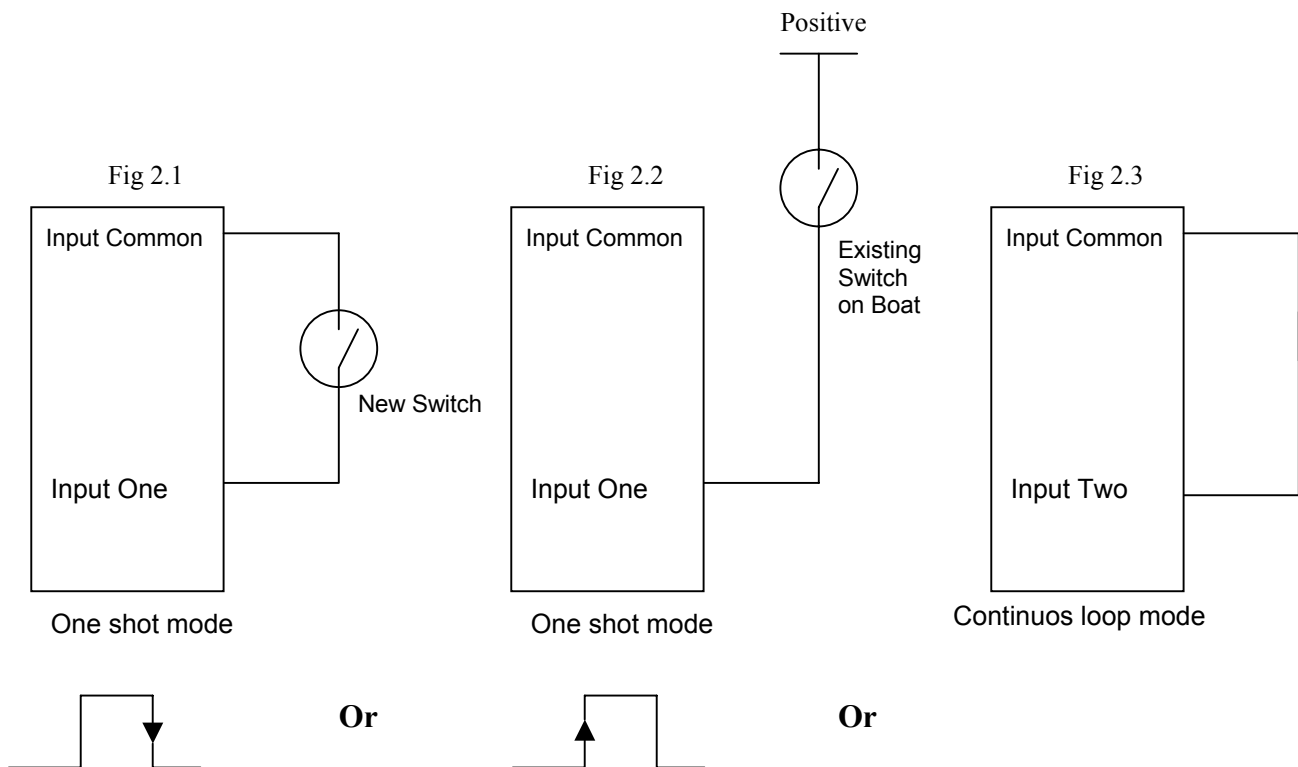 Positive
Fig 2.1
Fig 2.2
Fig 2.3
Input Common
Input Common
Input Common
Existing
Switch
on Boat
New Switch
Input One
Input One
Input Two
One shot mode
One shot mode
Continuos loop mode
Or
Or